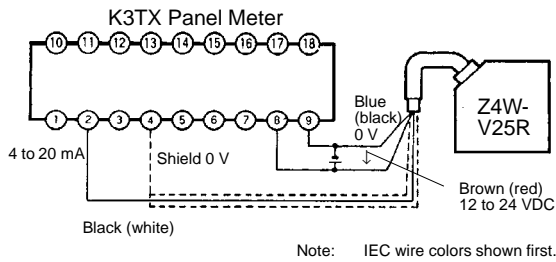 K3TX Panel Meter
10 11 12 13 14 15 16 17 18
1 2 3 4 5 6 7 8 9
Blue
(black)
0 V
Z4W-
V25R
4 to 20 mA
Shield 0 V
Brown (red)
12 to 24 VDC
Black (white)
Note: IEC wire colors shown first.